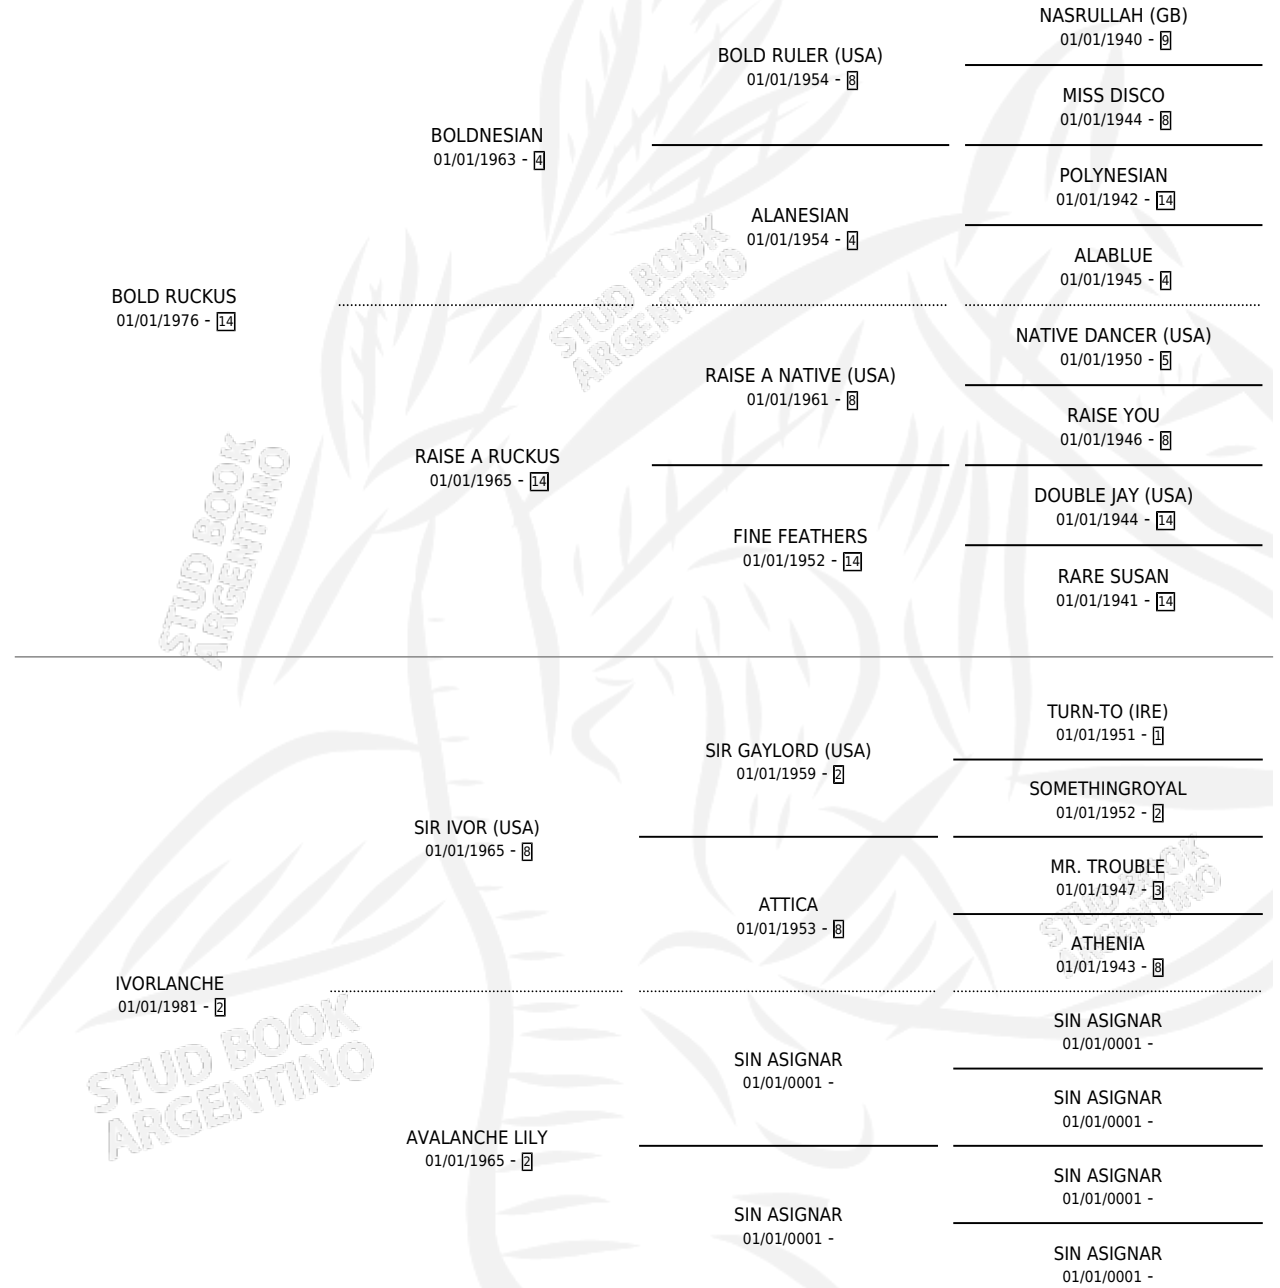 NASRULLAH (GB)
01/01/1940 - 9
BOLD RULER (USA)
01/01/1954 - 8
MISS DISCO
01/01/1944 - 8
BOLDNESIAN
01/01/1963 - 4
POLYNESIAN
01/01/1942 - 14
ALANESIAN
01/01/1954 - 4
ALABLUE
01/01/1945 - 4
BOLD RUCKUS
01/01/1976 - 14
NATIVE DANCER (USA)
01/01/1950 - 5
RAISE A NATIVE (USA)
01/01/1961 - 8
RAISE YOU
01/01/1946 - 8
RAISE A RUCKUS
01/01/1965 - 14
DOUBLE JAY (USA)
01/01/1944 - 14
FINE FEATHERS
01/01/1952 - 14
RARE SUSAN
01/01/1941 - 14
TURN-TO (IRE)
01/01/1951 - 1
SIR GAYLORD (USA)
01/01/1959 - 2
SOMETHINGROYAL
01/01/1952 - 2
SIR IVOR (USA)
01/01/1965 - 8
MR. TROUBLE
01/01/1947 - 3
ATTICA
01/01/1953 - 8
ATHENIA
01/01/1943 - 8
IVORLANCHE
01/01/1981 - 2
SIN ASIGNAR
01/01/0001 -
SIN ASIGNAR
01/01/0001 -
SIN ASIGNAR
01/01/0001 -
AVALANCHE LILY
01/01/1965 - 2
SIN ASIGNAR
01/01/0001 -
SIN ASIGNAR
01/01/0001 -
SIN ASIGNAR
01/01/0001 -
STUD BOOK
ARGENTINO
STUD BOOK
ARGENTINO
STUD BOOK
ARGENTINO
STUD BOOK
ARGENTINO